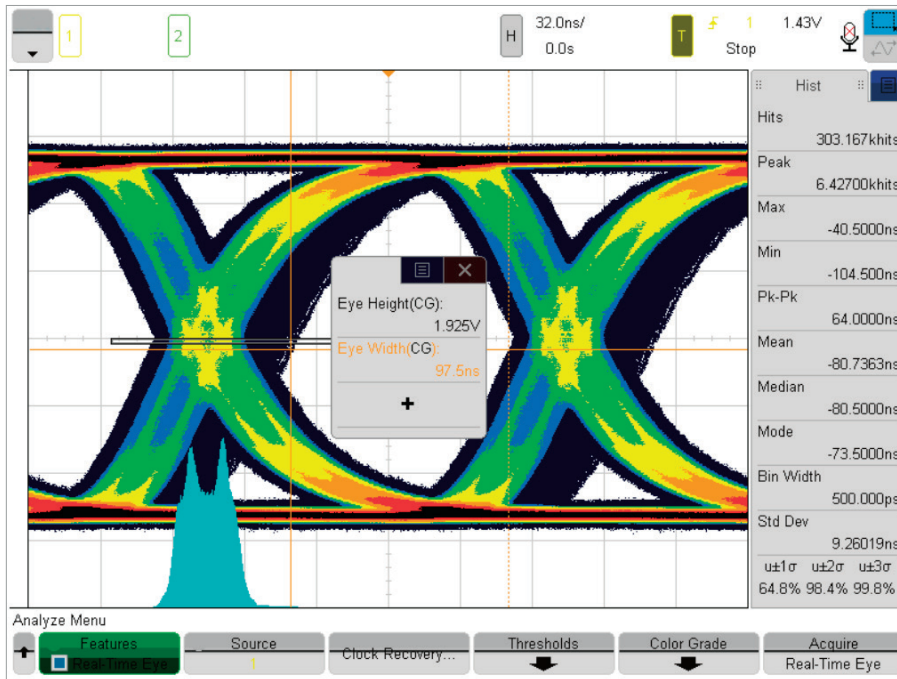 1
2
H
32.0ns/
0.0s
T
1
1.43V
Stop
Hist
Hits
303.167khits
Peak
6.42700khits
Max
-40.5000ns
Min
-104.500ns
Pk-Pk
64.0000ns
Mean
-80.7363ns
Median
-80.5000ns
Mode
-73.5000ns
Bin Width
500.000ps
Std Dev
9.26019ns
u±1σ u±2σ u±3σ
64.8% 98.4% 99.8%
Eye Height(CG):
1.925V
Eye Width(CG):
97.5ns
Analyze Menu
Features
Real-Time Eye
Source
1
Clock Recovery...
Thresholds
Color Grade
Acquire
Real-Time Eye